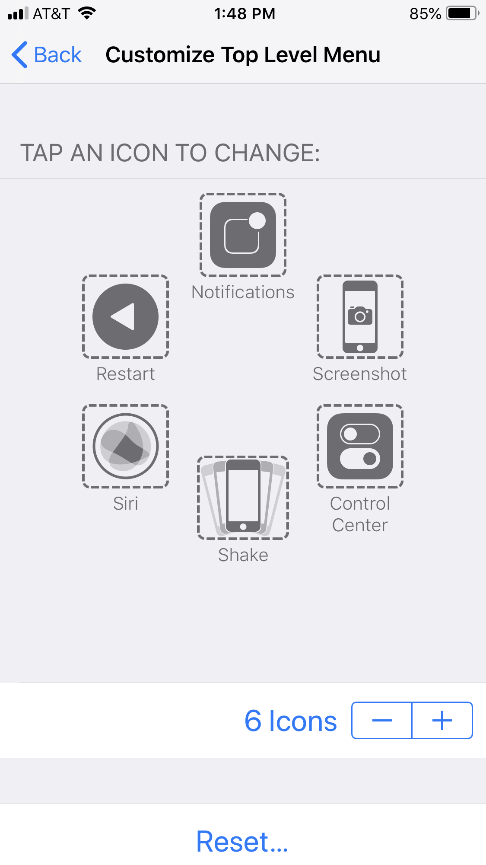 AT&T 1:48 PM 85%
Back Customize Top Level Menu
TAP AN ICON TO CHANGE:
Notifications
Restart
Screenshot
Siri
Control
Center
Shake
6 Icons − +
Reset...